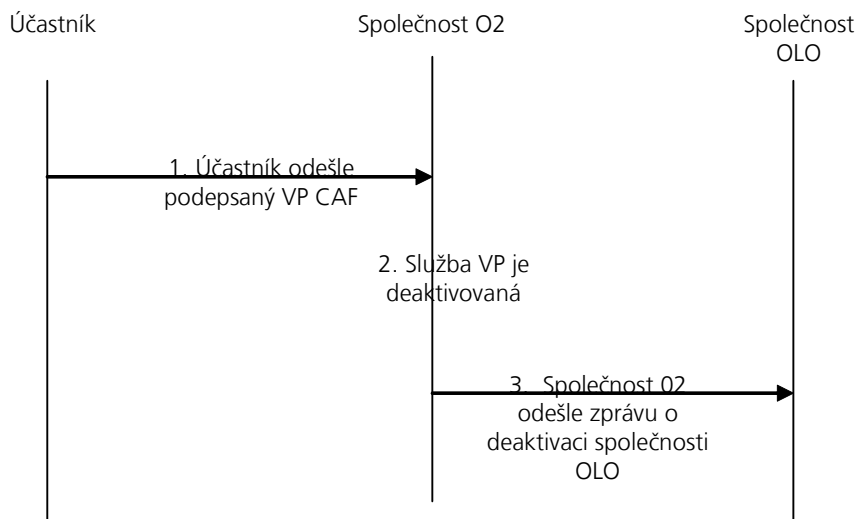 Účastník
Společnost O2
Společnost
OLO
1. Účastník odešle
podepsaný VP CAF
2. Služba VP je
deaktivovaná
3. Společnost 02
odešle zprávu o
deaktivaci společnosti
OLO